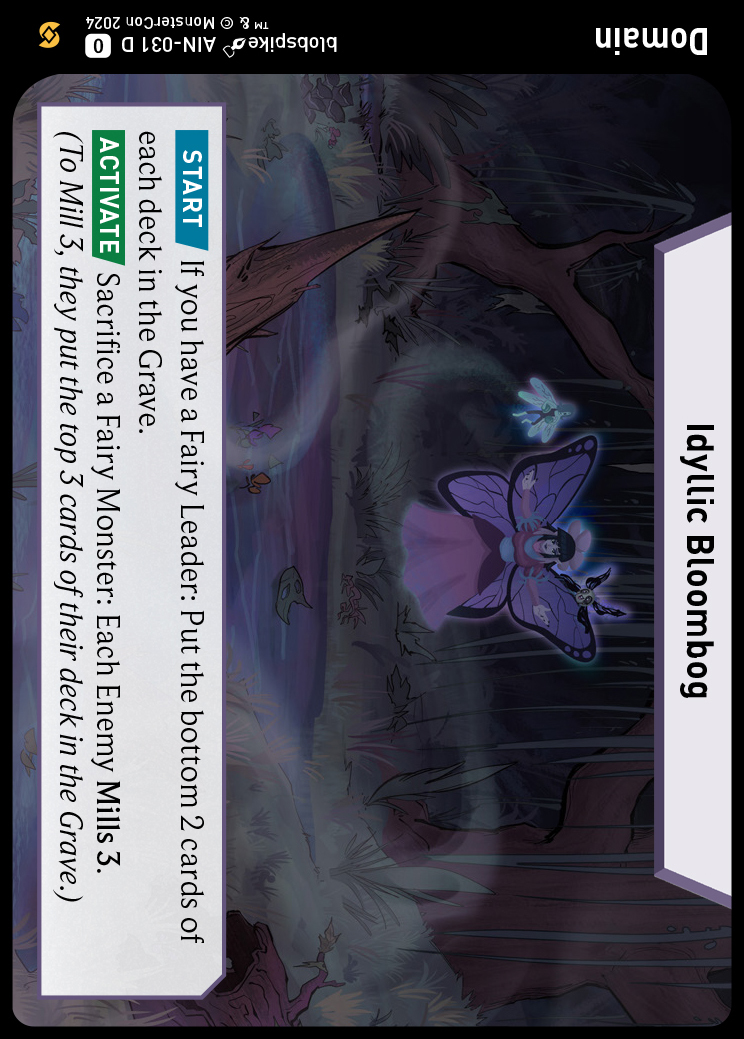 Idyllic Bloombog
START If you have a Fairy Leader: Put the bottom 2 cards of
each deck in the Grave.
ACTIVATE Sacrifice a Fairy Monster: Each Enemy Mills 3.
(To Mill 3, they put the top 3 cards of their deck in the Grave.)
Domain
blobspike AIN-031 D 0
™ & © MonsterCon 2024